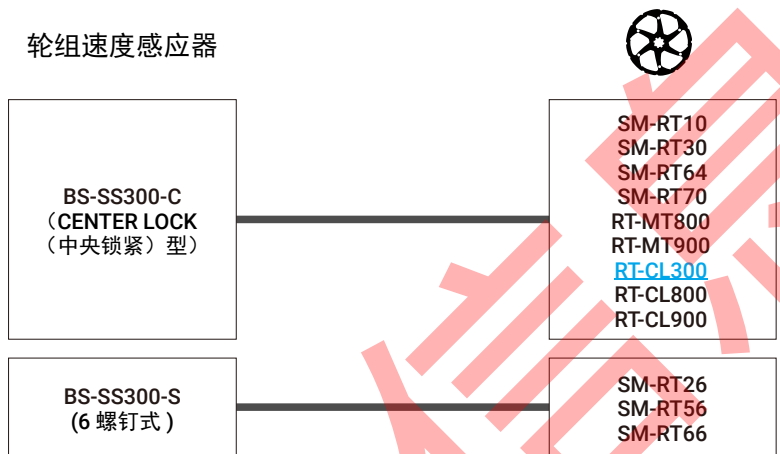 轮组速度感应器
BS-SS300-C
（CENTER LOCK
（中央锁紧）型）
SM-RT10
SM-RT30
SM-RT64
SM-RT70
RT-MT800
RT-MT900
RT-CL300
RT-CL800
RT-CL900
BS-SS300-S
(6 螺钉式 )
SM-RT26
SM-RT56
SM-RT66
信息